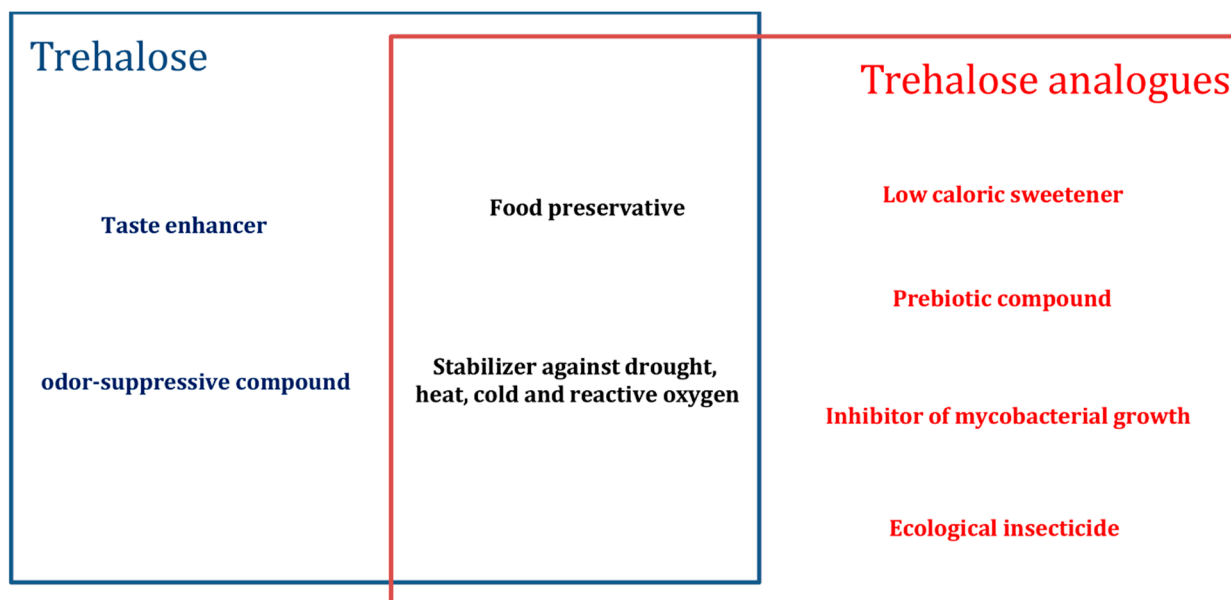 Trehalose
Taste enhancer
odor-suppressive compound
Food preservative
Stabilizer against drought,
heat, cold and reactive oxygen
Trehalose analogues
Low caloric sweetener
Prebiotic compound
Inhibitor of mycobacterial growth
Ecological insecticide